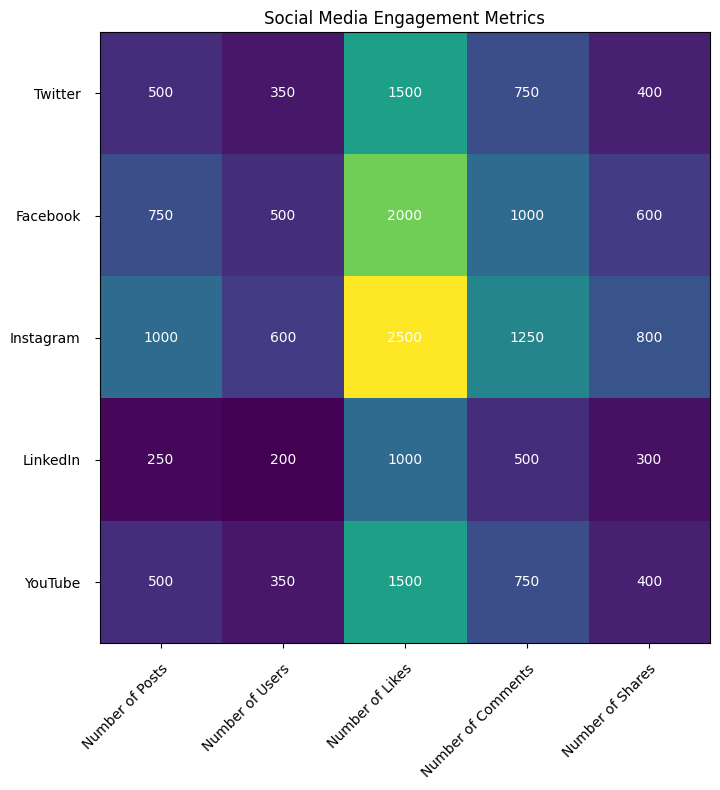 Social Media Engagement Metrics
Twitter 500 350 1500 750 400
Facebook 750 500 2000 1000 600
Instagram 1000 600 2500 1250 800
LinkedIn 250 200 1000 500 300
YouTube 500 350 1500 750 400
Number of Posts Number of Users Number of Likes Number of Comments Number of Shares